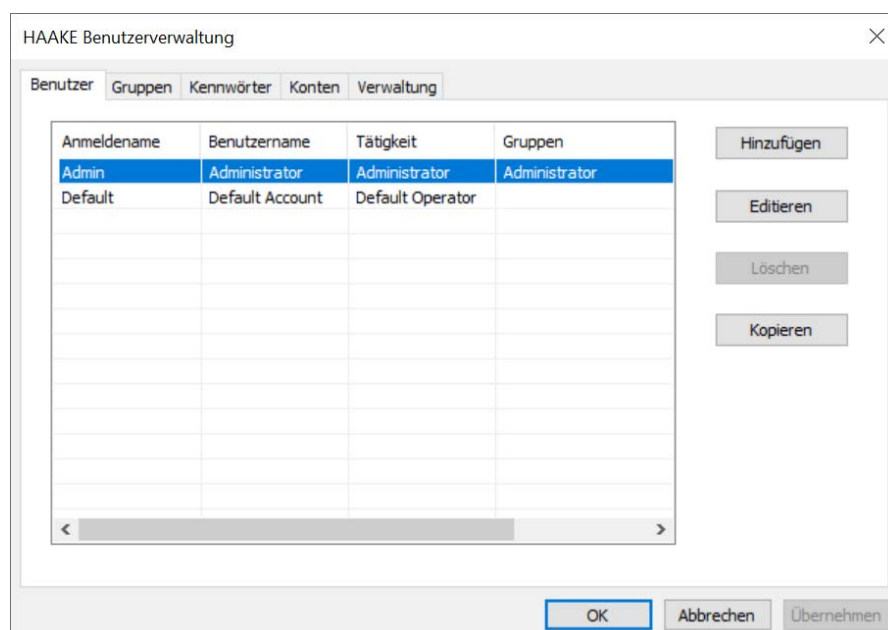 HAAKE Benutzerverwaltung
Benutzer Gruppen Kennwörter Konten Verwaltung
Anmeldename Benutzername Tätigkeit Gruppen
Admin Administrator Administrator Administrator
Default Default Account Default Operator
Hinzufügen
Editieren
Löschen
Kopieren
OK Abbrechen Übernehmen